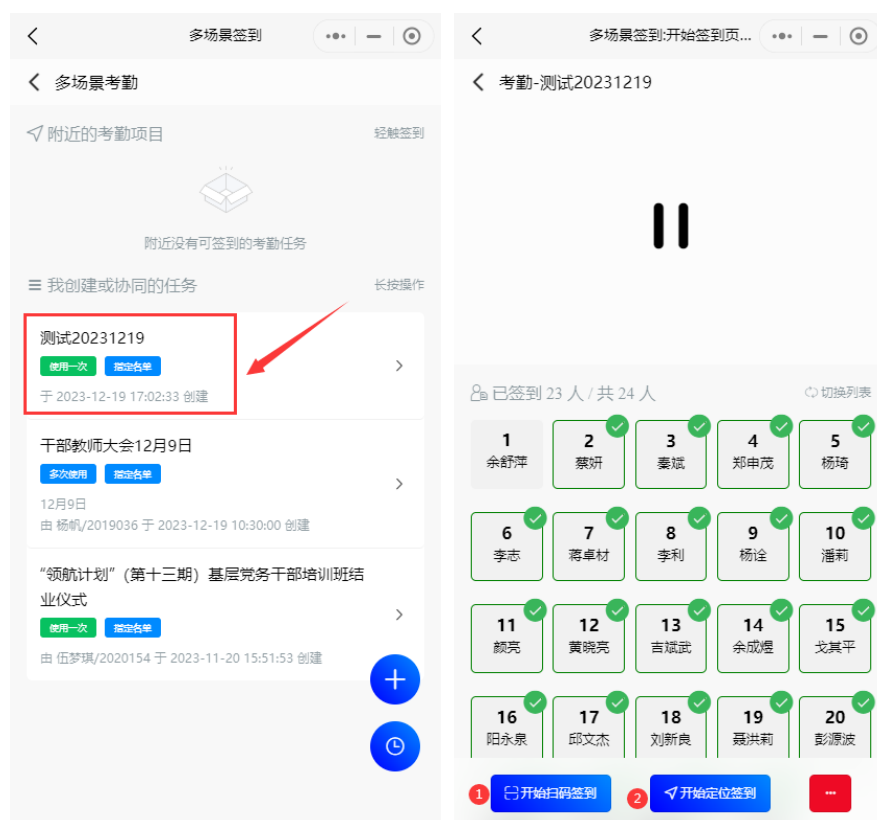 多场景签到
多场景考勤
附近的考勤项目 轻触签到
附近没有可签到的考勤任务
我创建或协同的任务 长按操作
测试20231219
使用一次 指定名单
于 2023-12-19 17:02:33 创建
干部教师大会12月9日
多次使用 指定名单
12月9日
由 杨帆/2019036 于 2023-12-19 10:30:00 创建
“领航计划”(第十三期)基层党务干部培训班结
业仪式
使用一次 指定名单
由 伍梦琪/2020154 于 2023-11-20 15:51:53 创建
多场景签到:开始签到页...
考勤-测试20231219
已签到 23 人 / 共 24 人 切换列表
1 2 3 4 5
余舒萍 蔡妍 秦斌 郑申茂 杨琦
6 7 8 9 10
李志 蒋卓材 李利 杨诠 潘莉
11 12 13 14 15
颜亮 黄晓亮 吉斌武 余成煜 戈其平
16 17 18 19 20
阳永泉 邱文杰 刘新良 聂洪莉 彭源波
1 开始扫码签到 2 开始定位签到 ...